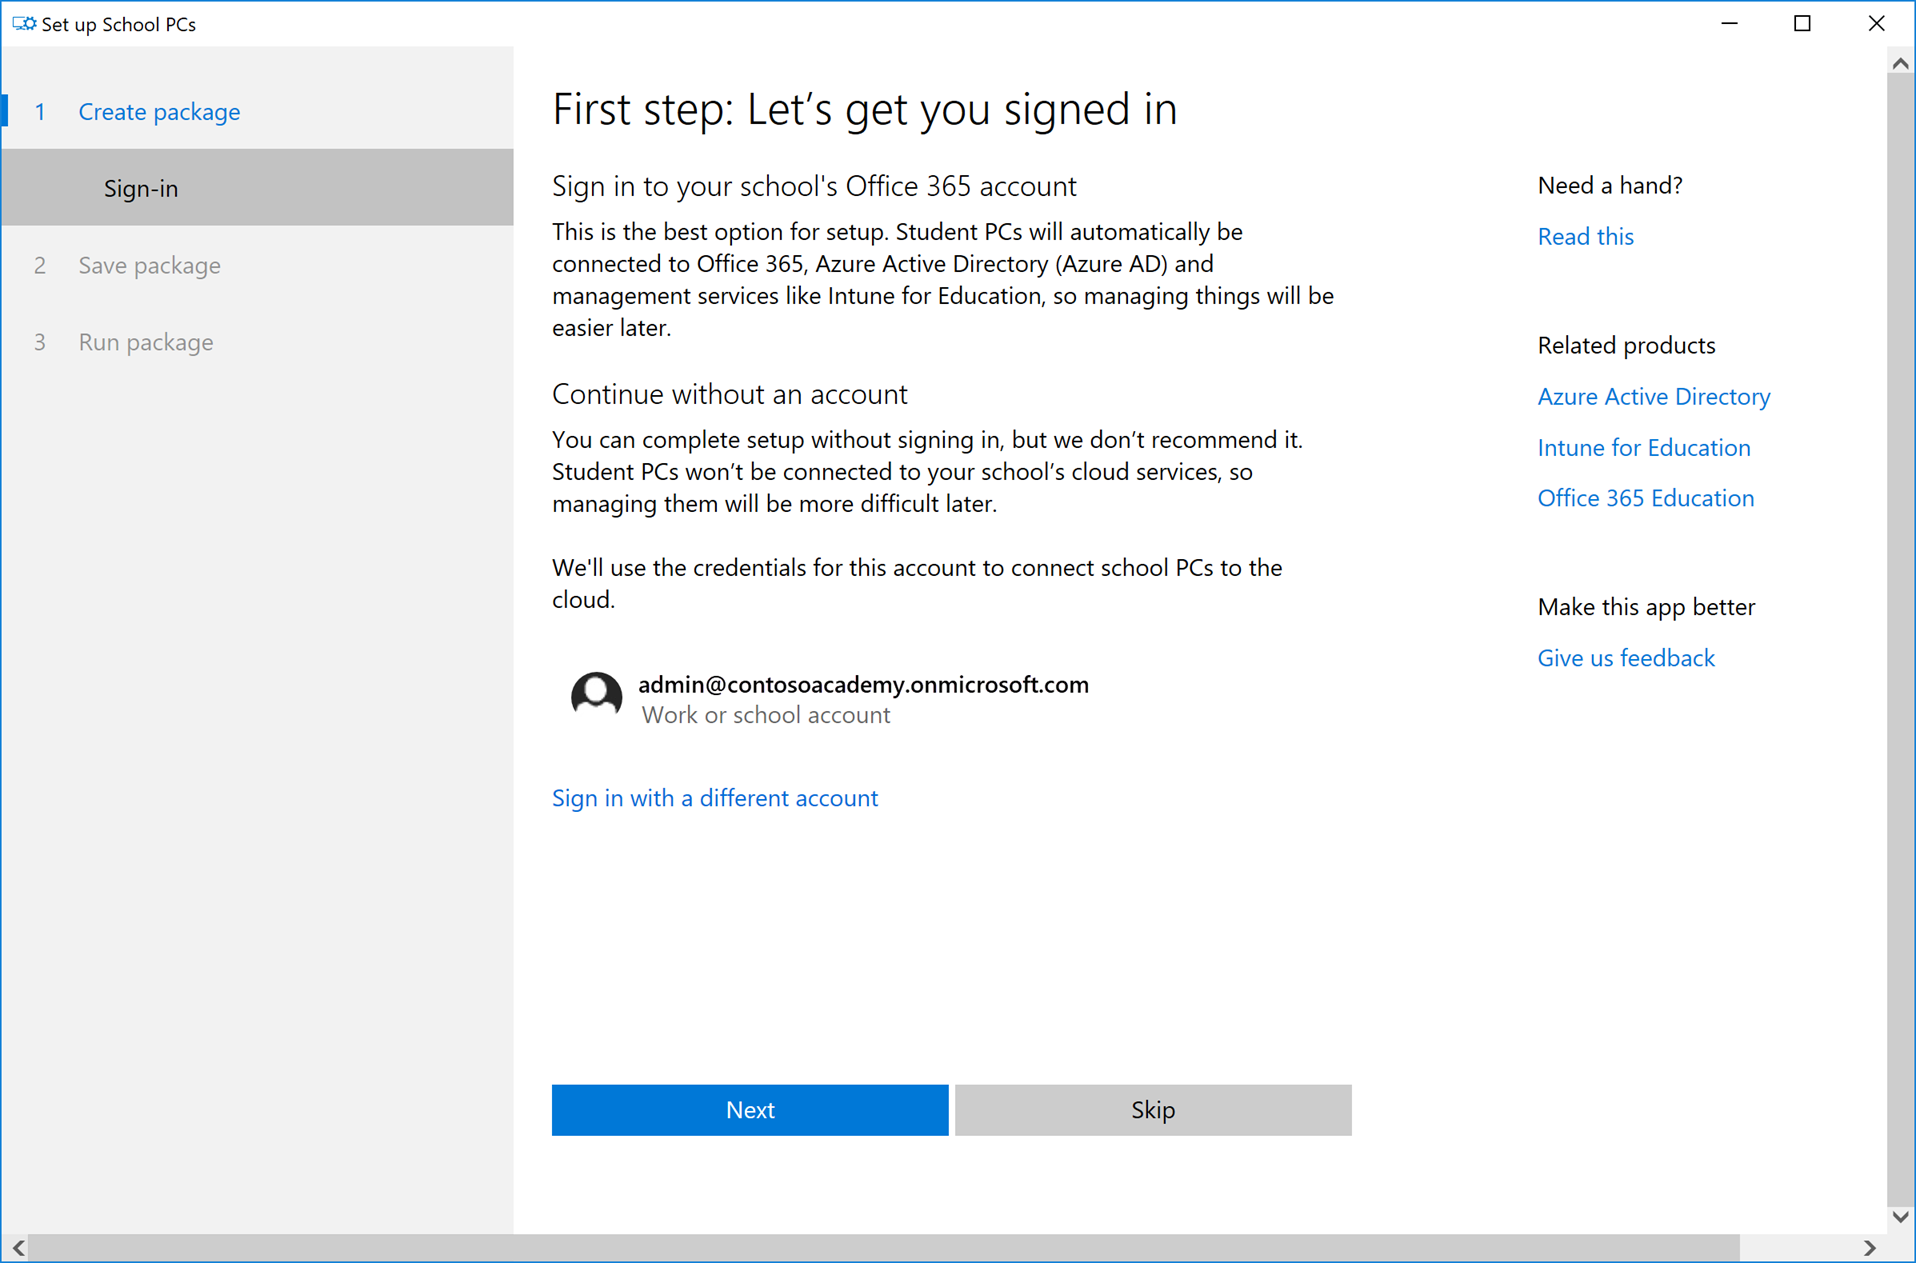 Set up School PCs
1 Create package
Sign-in
2 Save package
3 Run package
First step: Let’s get you signed in
Sign in to your school's Office 365 account
This is the best option for setup. Student PCs will automatically be
connected to Office 365, Azure Active Directory (Azure AD) and
management services like Intune for Education, so managing things will be
easier later.
Continue without an account
You can complete setup without signing in, but we don’t recommend it.
Student PCs won’t be connected to your school’s cloud services, so
managing them will be more difficult later.
We'll use the credentials for this account to connect school PCs to the
cloud.
admin@contosoacademy.onmicrosoft.com
Work or school account
Sign in with a different account
Next
Skip
Need a hand?
Read this
Related products
Azure Active Directory
Intune for Education
Office 365 Education
Make this app better
Give us feedback